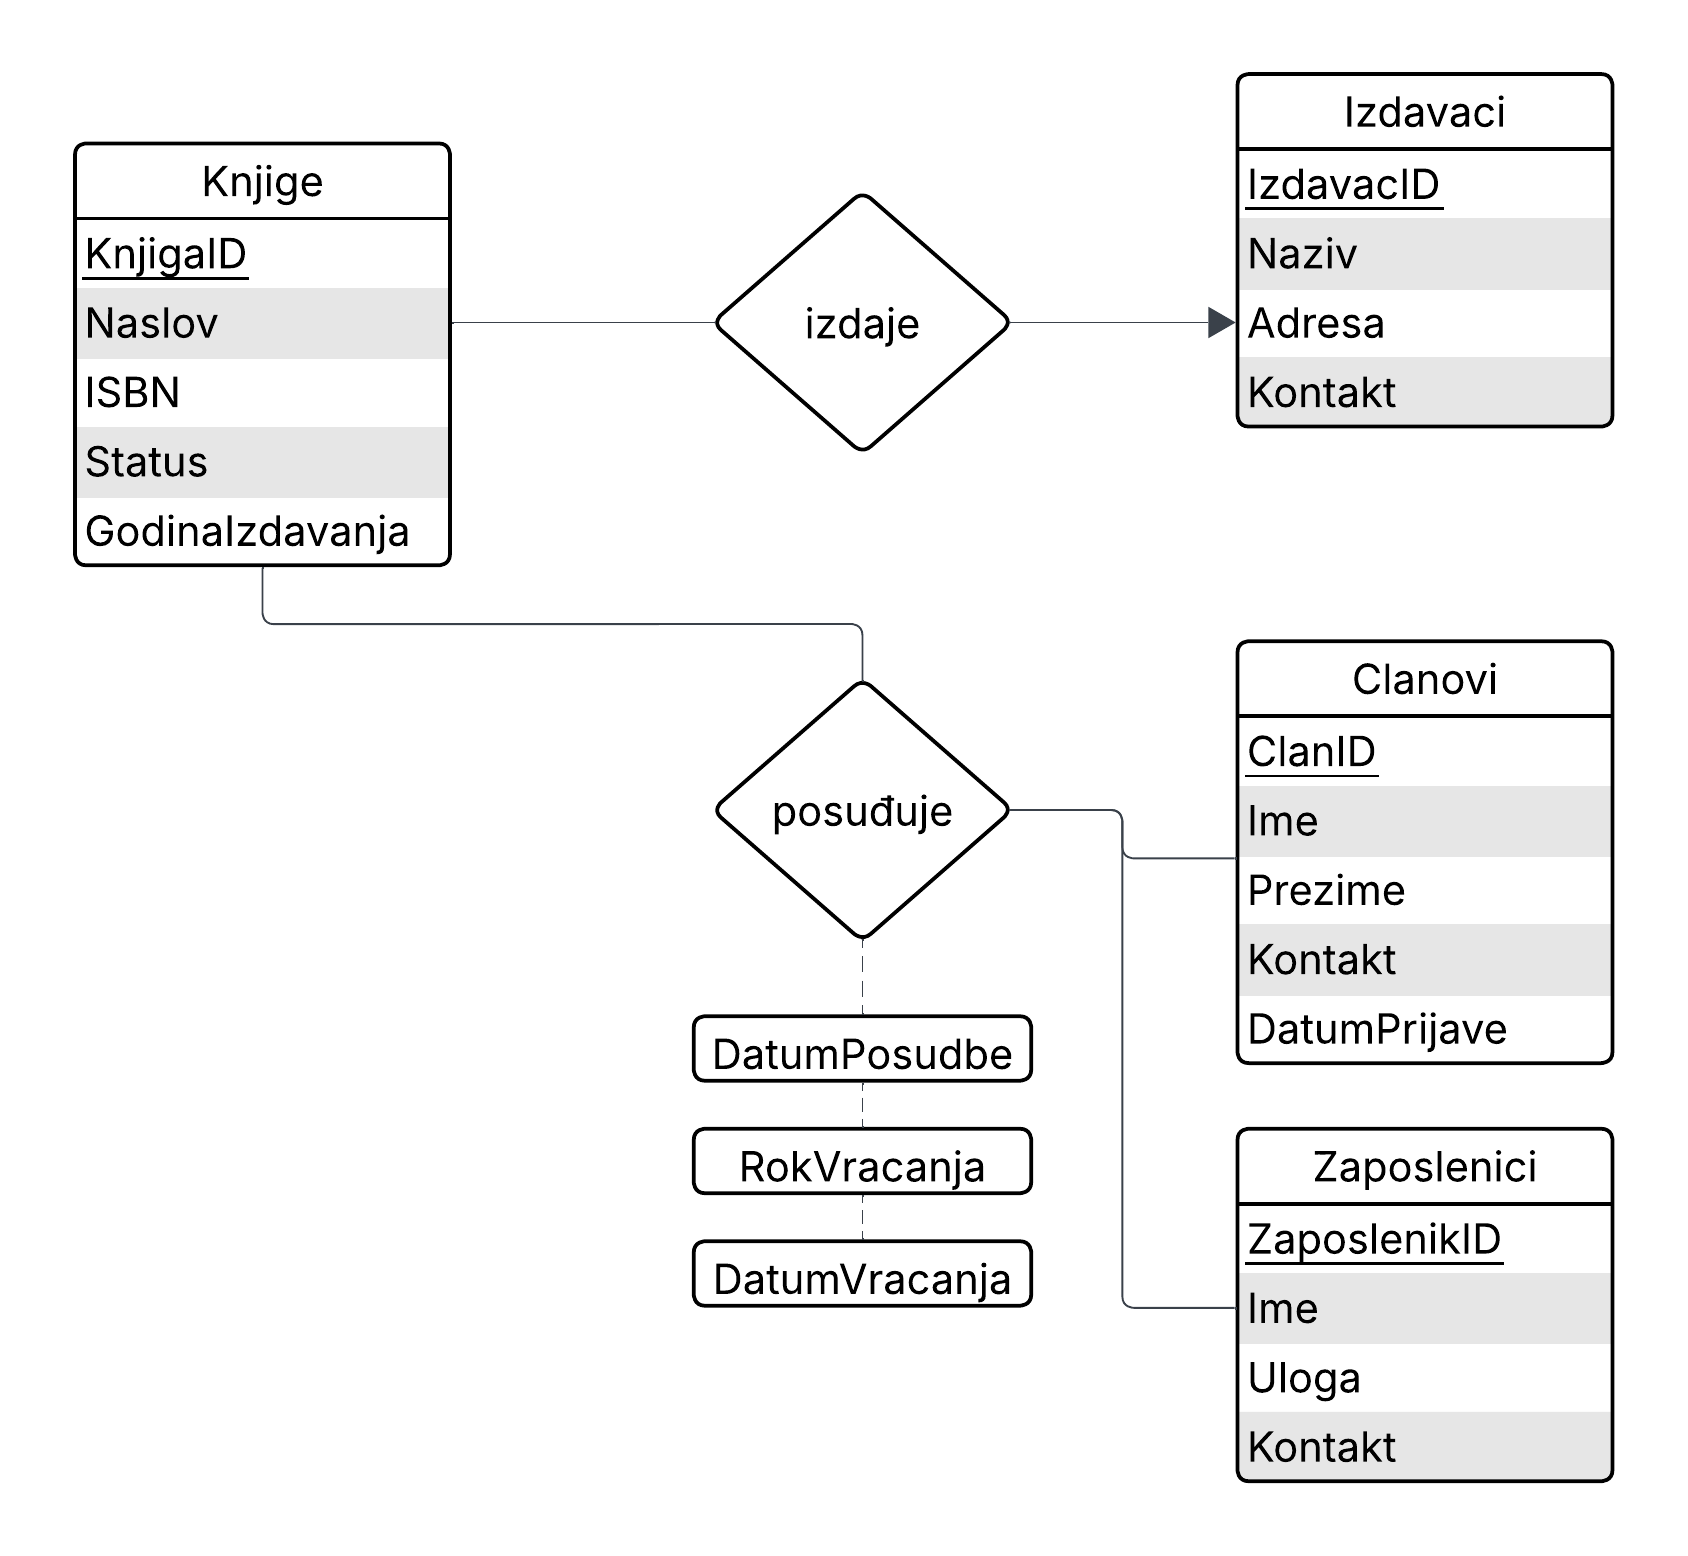 Knjige
KnjigaID
Naslov
ISBN
Status
GodinaIzdavanja
izdaje
Izdavaci
IzdavacID
Naziv
Adresa
Kontakt
posuđuje
DatumPosudbe
RokVracanja
DatumVracanja
Clanovi
ClanID
Ime
Prezime
Kontakt
DatumPrijave
Zaposlenici
ZaposlenikID
Ime
Uloga
Kontakt